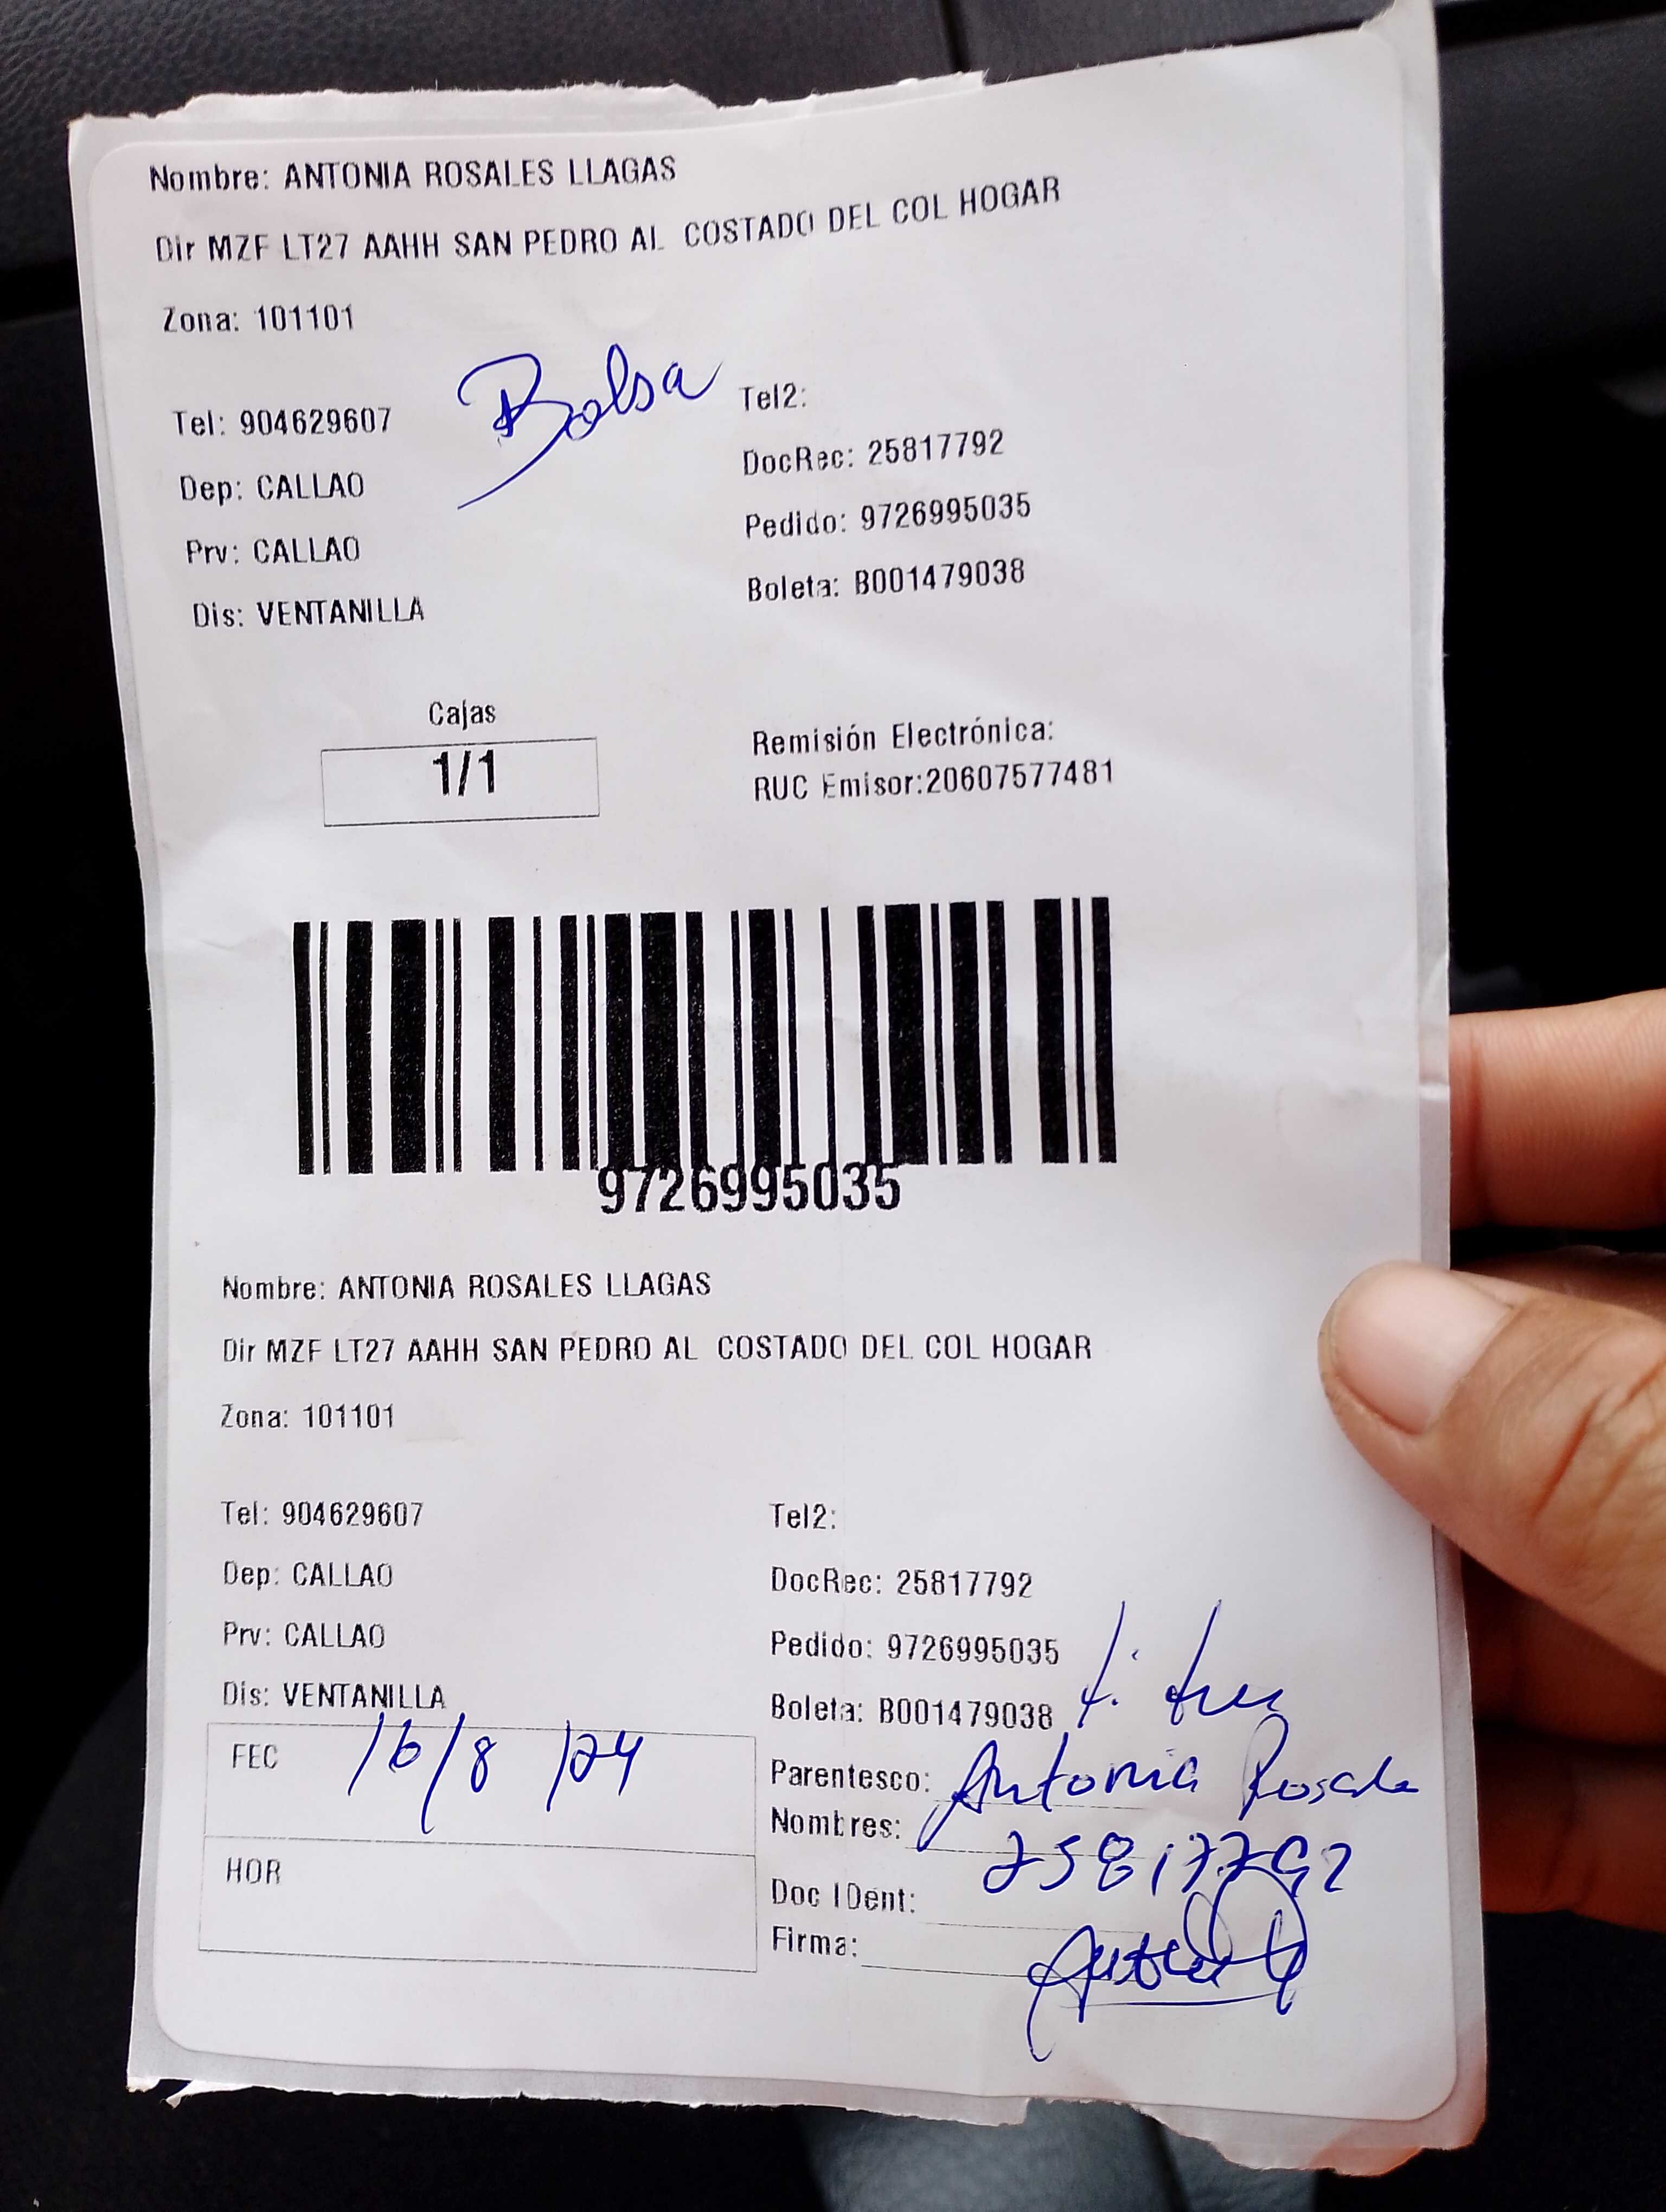 Nombre: ANTONIA ROSALES LLAGAS
Dir MZF LT27 AAHH SAN PEDRO AL COSTADO DEL COL HOGAR
Zona: 101101
Bolsa
Tel: 904629607
Tel2:
Dep: CALLAO
DocRec: 25817792
Prv: CALLAO
Pedido: 9726995035
Dis: VENTANILLA
Boleta: B001479038
Cajas
1/1
Remisión Electrónica:
RUC Emisor:20607577481
9726995035
Nombre: ANTONIA ROSALES LLAGAS
Dir MZF LT27 AAHH SAN PEDRO AL COSTADO DEL COL HOGAR
Zona: 101101
Tel: 904629607
Tel2:
Dep: CALLAO
DocRec: 25817792
Prv: CALLAO
Pedido: 9726995035
Dis: VENTANILLA
Boleta: B001479038
FEC 16/8/24
Parentesco: Antonia
Nombres:
HOR
Doc IDent: 25817792
Firma: